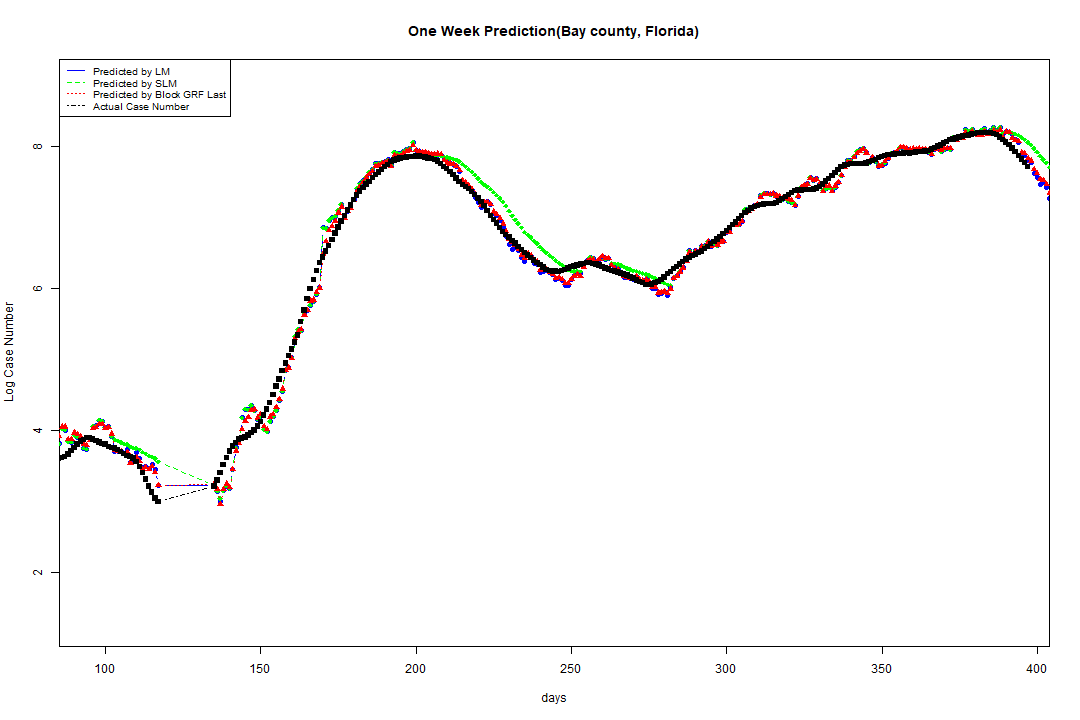 One Week Prediction(Bay county, Florida)
Predicted by LM
Predicted by SLM
Predicted by Block GRF Last
Actual Case Number
8
6
4
2
Log Case Number
100 150 200 250 300 350 400
days